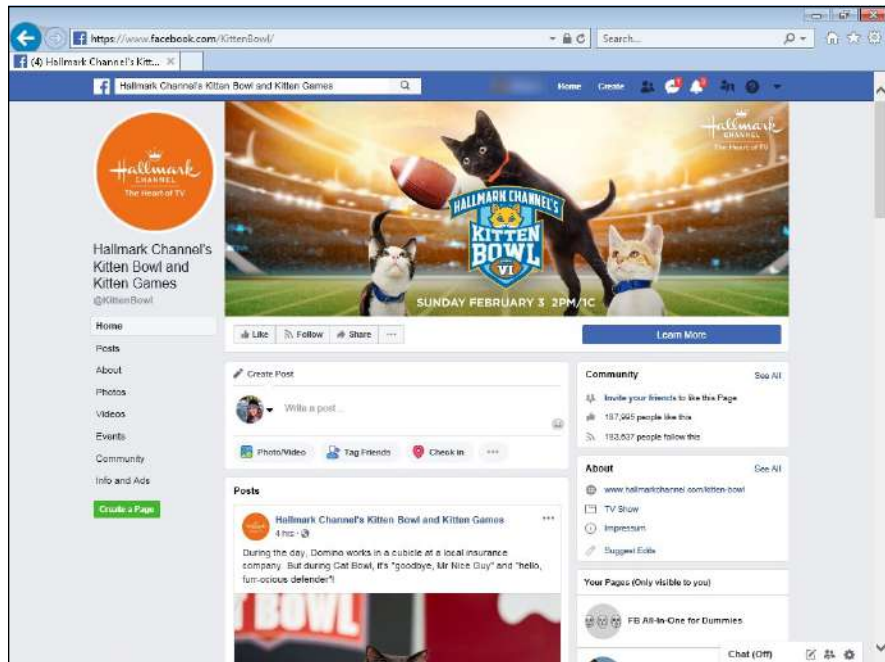 https://www.facebook.com/KittenBowl/
Search...
(4) Hallmark Channel's Kitt...
Hallmark Channel's Kitten Bowl and Kitten Games
Home
Create
Hallmark
CHANNEL
The Heart of TV
Hallmark
CHANNEL
The Heart of TV
HALLMARK CHANNEL'S
KITTEN
BOWL
VI
SUNDAY FEBRUARY 3 2PM/1C
Hallmark Channel's
Kitten Bowl and
Kitten Games
@KittenBowl
Home
Posts
About
Photos
Videos
Events
Community
Info and Ads
Create a Page
Like
Follow
Share
Learn More
Create Post
Write a post...
Photo/Video
Tag Friends
Check in
Posts
Hallmark Channel's Kitten Bowl and Kitten Games
4 hrs
During the day, Domino works in a cubicle at a local insurance
company. But during Cat Bowl, it's "goodbye, Mr Nice Guy" and "hello,
furr-ocious defender"!
BOWL
Community
See All
Invite your friends to like this Page
187,995 people like this
people follow this
About
See All
www.hallmarkchannel.com/kitten-bowl
TV Show
Impressum
Suggest Edits
Your Pages (Only visible to you)
FB All-In-One for Dummies
Chat (Off)